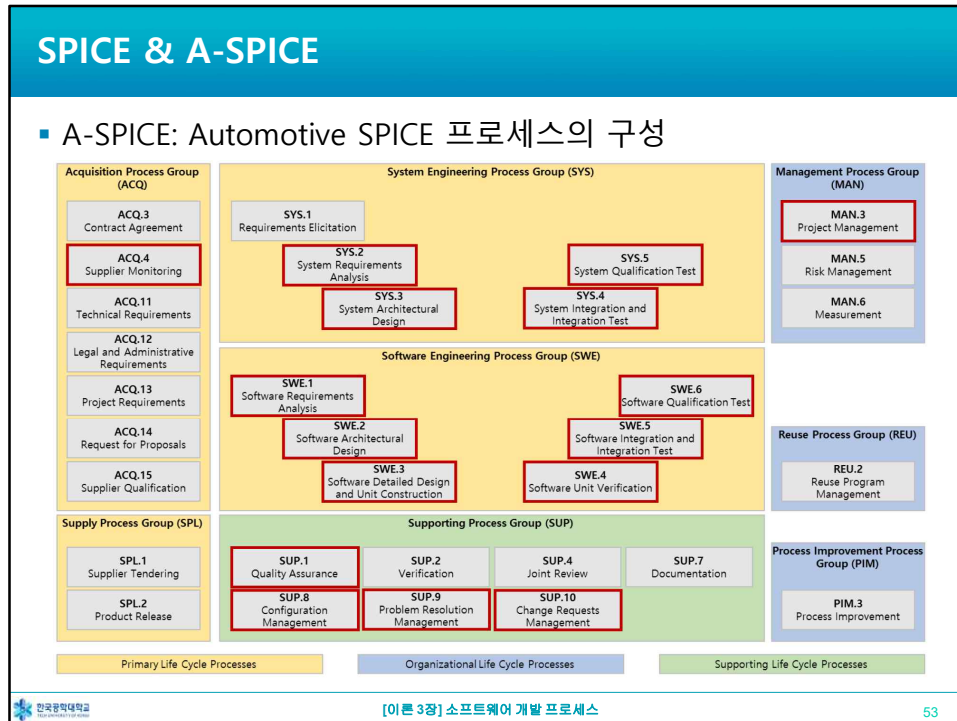 SPICE & A-SPICE
▪ A-SPICE: Automotive SPICE 프로세스의 구성
Acquisition Process Group
(ACQ)
ACQ.3
Contract Agreement
ACQ.4
Supplier Monitoring
ACQ.11
Technical Requirements
ACQ.12
Legal and Administrative
Requirements
ACQ.13
Project Requirements
ACQ.14
Request for Proposals
ACQ.15
Supplier Qualification
System Engineering Process Group (SYS)
SYS.1
Requirements Elicitation
SYS.2
System Requirements
Analysis
SYS.3
System Architectural
Design
SYS.5
System Qualification Test
SYS.4
System Integration and
Integration Test
Management Process Group
(MAN)
MAN.3
Project Management
MAN.5
Risk Management
MAN.6
Measurement
Software Engineering Process Group (SWE)
SWE.1
Software Requirements
Analysis
SWE.2
Software Architectural
Design
SWE.3
Software Detailed Design
and Unit Construction
SWE.6
Software Qualification Test
SWE.5
Software Integration and
Integration Test
SWE.4
Software Unit Verification
Reuse Process Group (REU)
REU.2
Reuse Program
Management
Supply Process Group (SPL)
SPL.1
Supplier Tendering
SPL.2
Product Release
Supporting Process Group (SUP)
SUP.1
Quality Assurance
SUP.2
Verification
SUP.4
Joint Review
SUP.7
Documentation
SUP.8
Configuration
Management
SUP.9
Problem Resolution
Management
SUP.10
Change Requests
Management
Process Improvement Process
Group (PIM)
PIM.3
Process Improvement
Primary Life Cycle Processes
Organizational Life Cycle Processes
Supporting Life Cycle Processes
한국공학대학교
TECH UNIVERSITY OF KOREA
[이론 3장] 소프트웨어 개발 프로세스
53